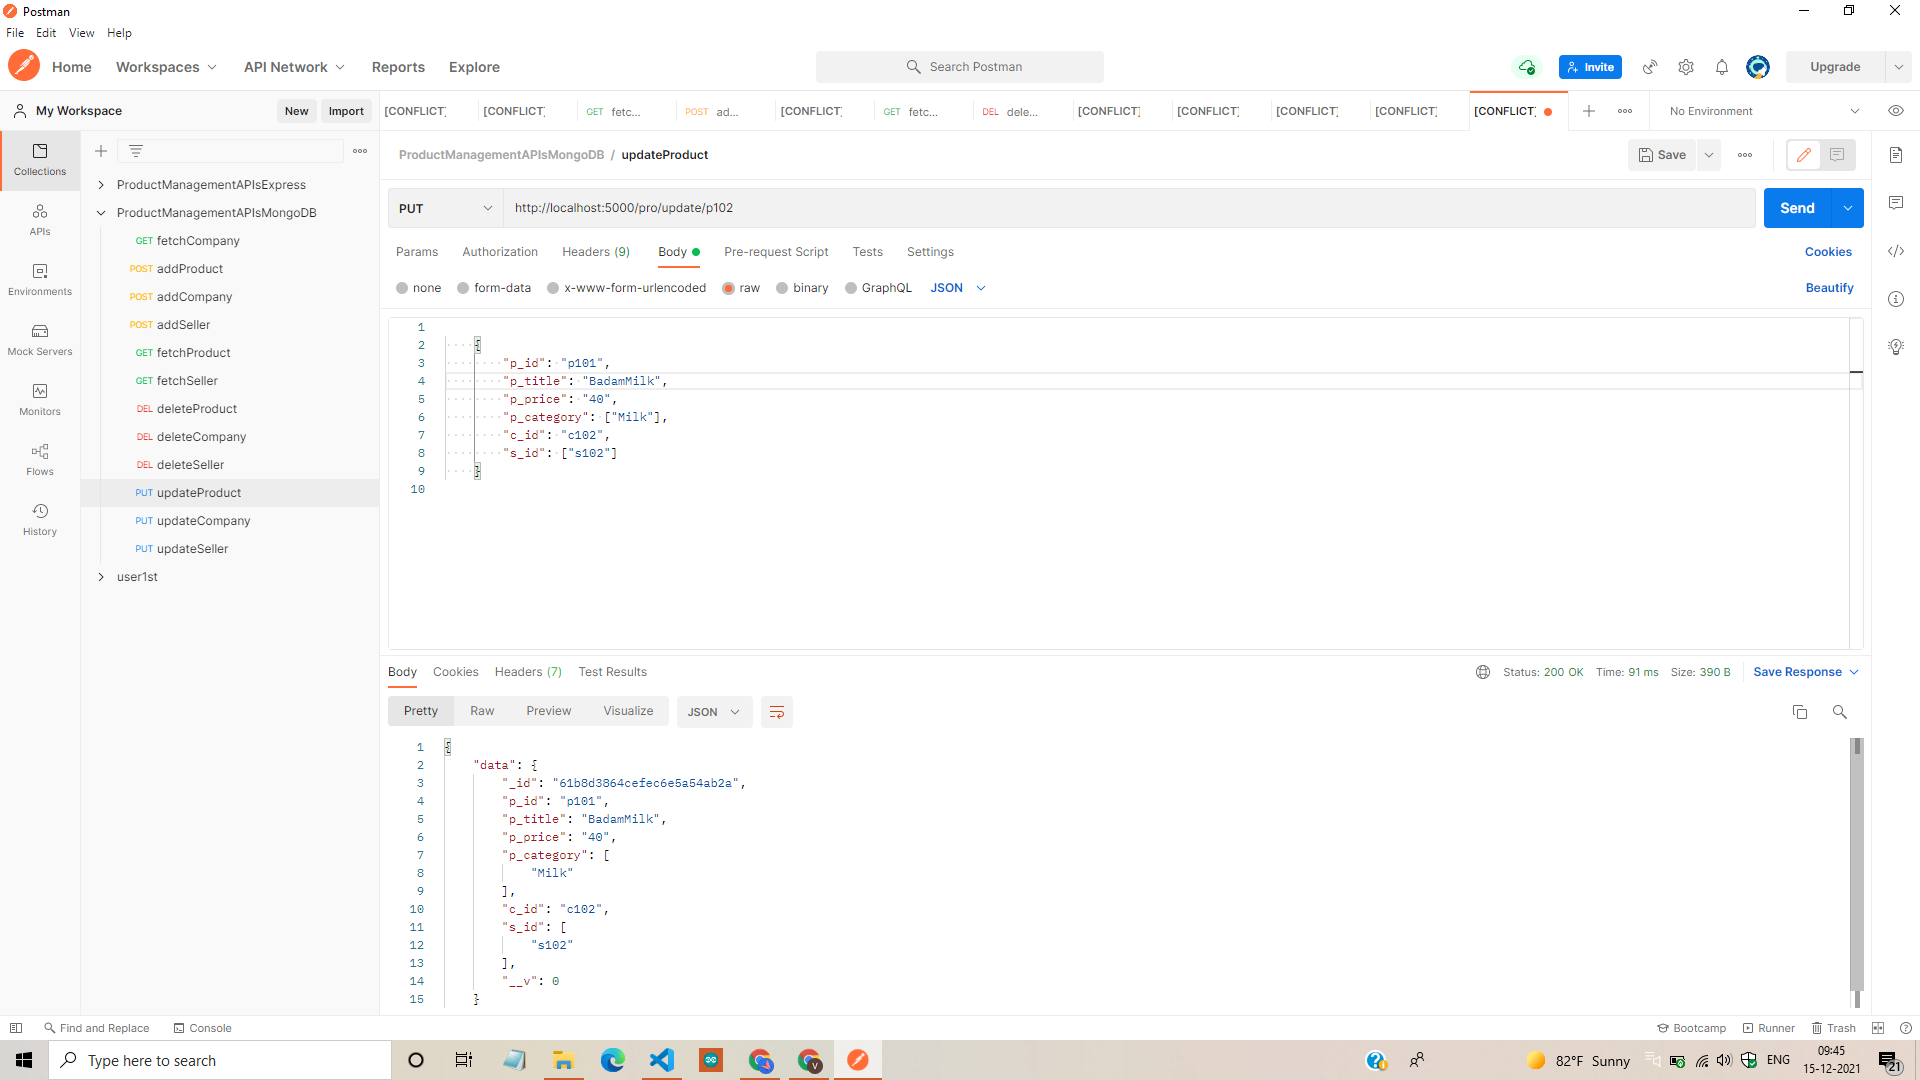 Postman
File Edit View Help
Home Workspaces API Network Reports Explore Search Postman Invite Upgrade
My Workspace New Import [CONFLICT] [CONFLICT] GET fetc... POST ad... [CONFLICT] GET fetc... DEL dele... [CONFLICT] [CONFLICT] [CONFLICT] [CONFLICT] [CONFLICT] No Environment
ProductManagementAPIsMongoDB / updateProduct Save
Collections
APIs
Environments
Mock Servers
Monitors
Flows
History
ProductManagementAPIsExpress
ProductManagementAPIsMongoDB
GET fetchCompany
POST addProduct
POST addCompany
POST addSeller
GET fetchProduct
GET fetchSeller
DEL deleteProduct
DEL deleteCompany
DEL deleteSeller
PUT updateProduct
PUT updateCompany
PUT updateSeller
user1st
PUT http://localhost:5000/pro/update/p102 Send
Params Authorization Headers (9) Body Pre-request Script Tests Settings Cookies
none form-data x-www-form-urlencoded raw binary GraphQL JSON Beautify
1
2 {
3 "p_id": "p101",
4 "p_title": "BadamMilk",
5 "p_price": "40",
6 "p_category": ["Milk"],
7 "c_id": "c102",
8 "s_id": ["s102"]
9 }
10
Body Cookies Headers (7) Test Results Status: 200 OK Time: 91 ms Size: 390 B Save Response
Pretty Raw Preview Visualize JSON
1 {
2 "data": {
3 "_id": "61b8d3864cefec6e5a54ab2a",
4 "p_id": "p101",
5 "p_title": "BadamMilk",
6 "p_price": "40",
7 "p_category": [
8 "Milk"
9 ],
10 "c_id": "c102",
11 "s_id": [
12 "s102"
13 ],
14 "__v": 0
15 }
Find and Replace Console Bootcamp Runner Trash
Type here to search 82°F Sunny ENG 09:45
15-12-2021 21